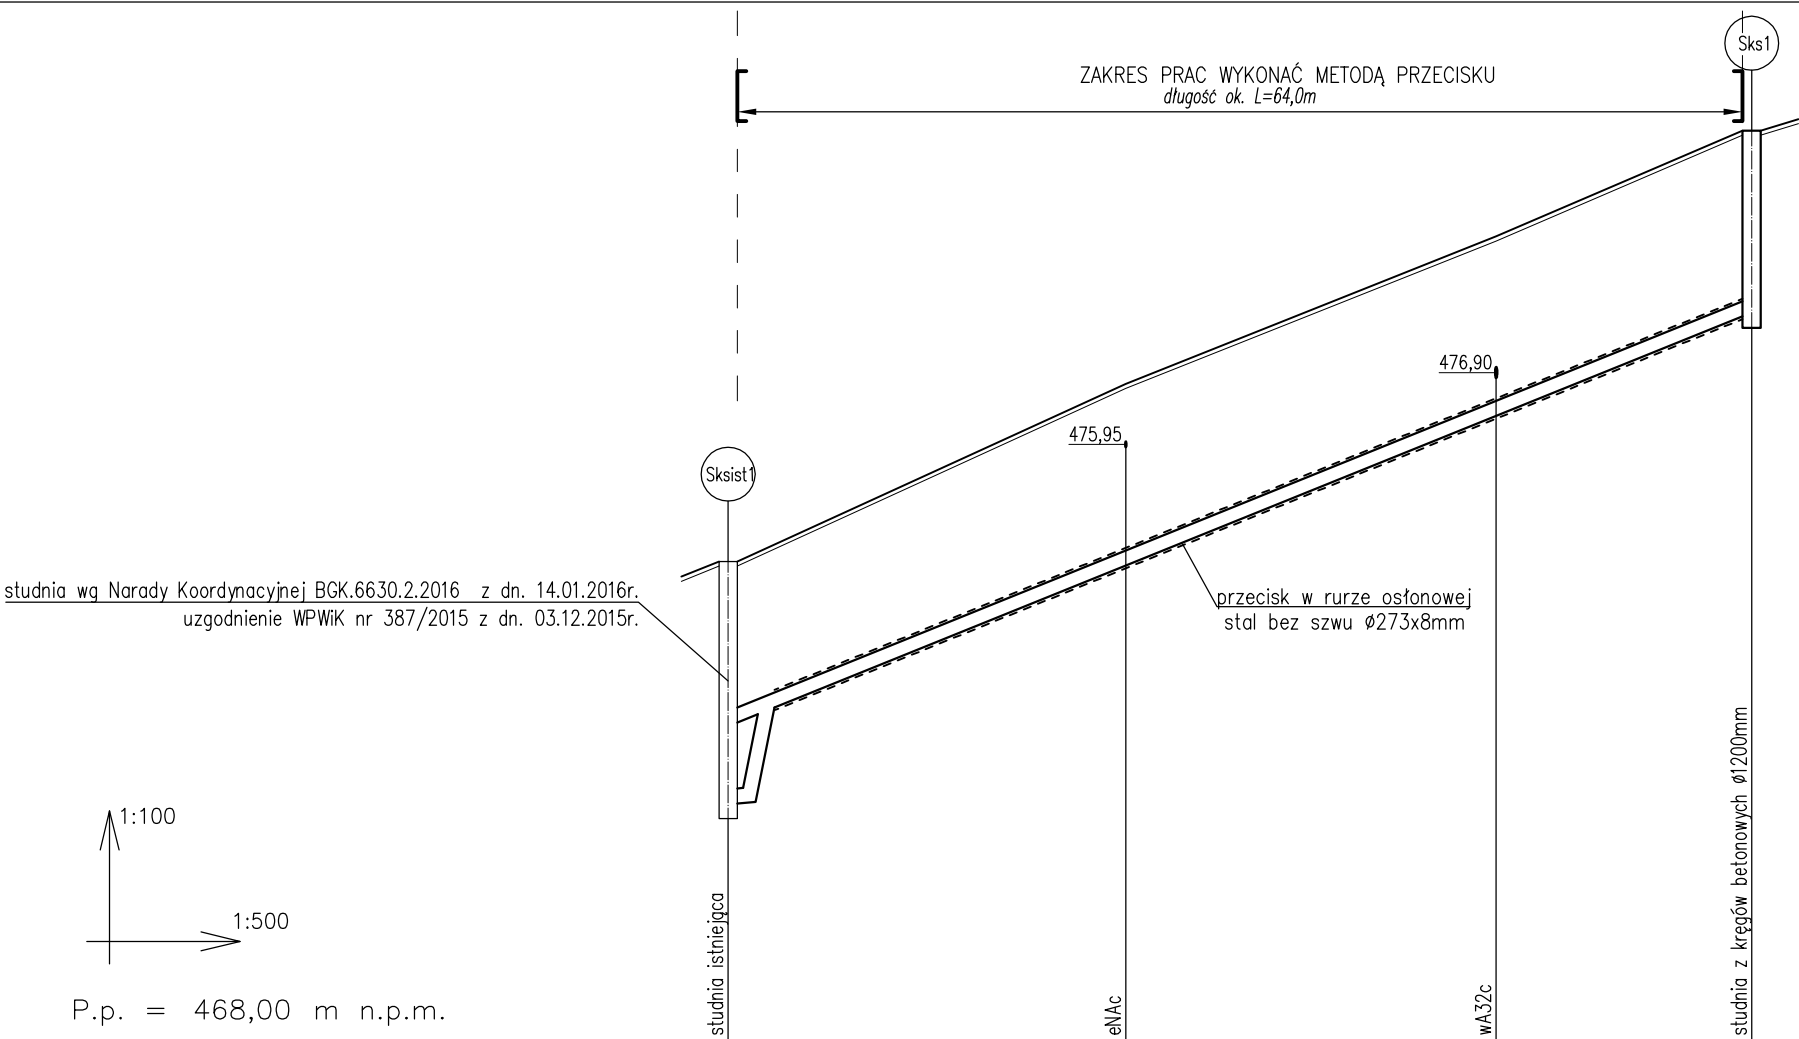 Sks1
ZAKRES PRAC WYKONAĆ METODĄ PRZECISKU
długość ok. L=64,0m
476,90
475,95
Sksist1
studnia wg Narady Koordynacyjnej BGK.6630.2.2016 z dn. 14.01.2016r.
uzgodnienie WPWiK nr 387/2015 z dn. 03.12.2015r.
przecisk w rurze osłonowej
stal bez szwu Ø273x8mm
1:100
1:500
P.p. = 468,00 m n.p.m.
studnia istniejąca
eNAc
wA32c
studnia z kręgów betonowych Ø1200mm